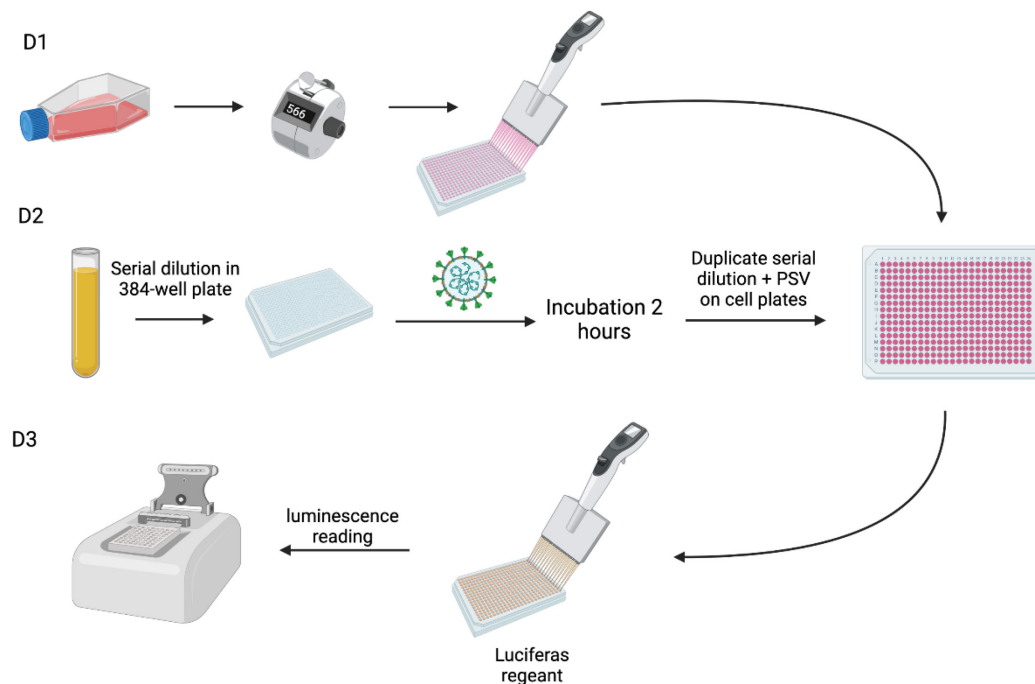 D1
566
D2
Serial dilution in
384-well plate
Incubation 2
hours
Duplicate serial
dilution + PSV
on cell plates
A
B
C
D
E
F
G
H
I
J
K
L
M
N
O
P
D3
luminescence
reading
Luciferas
regeant